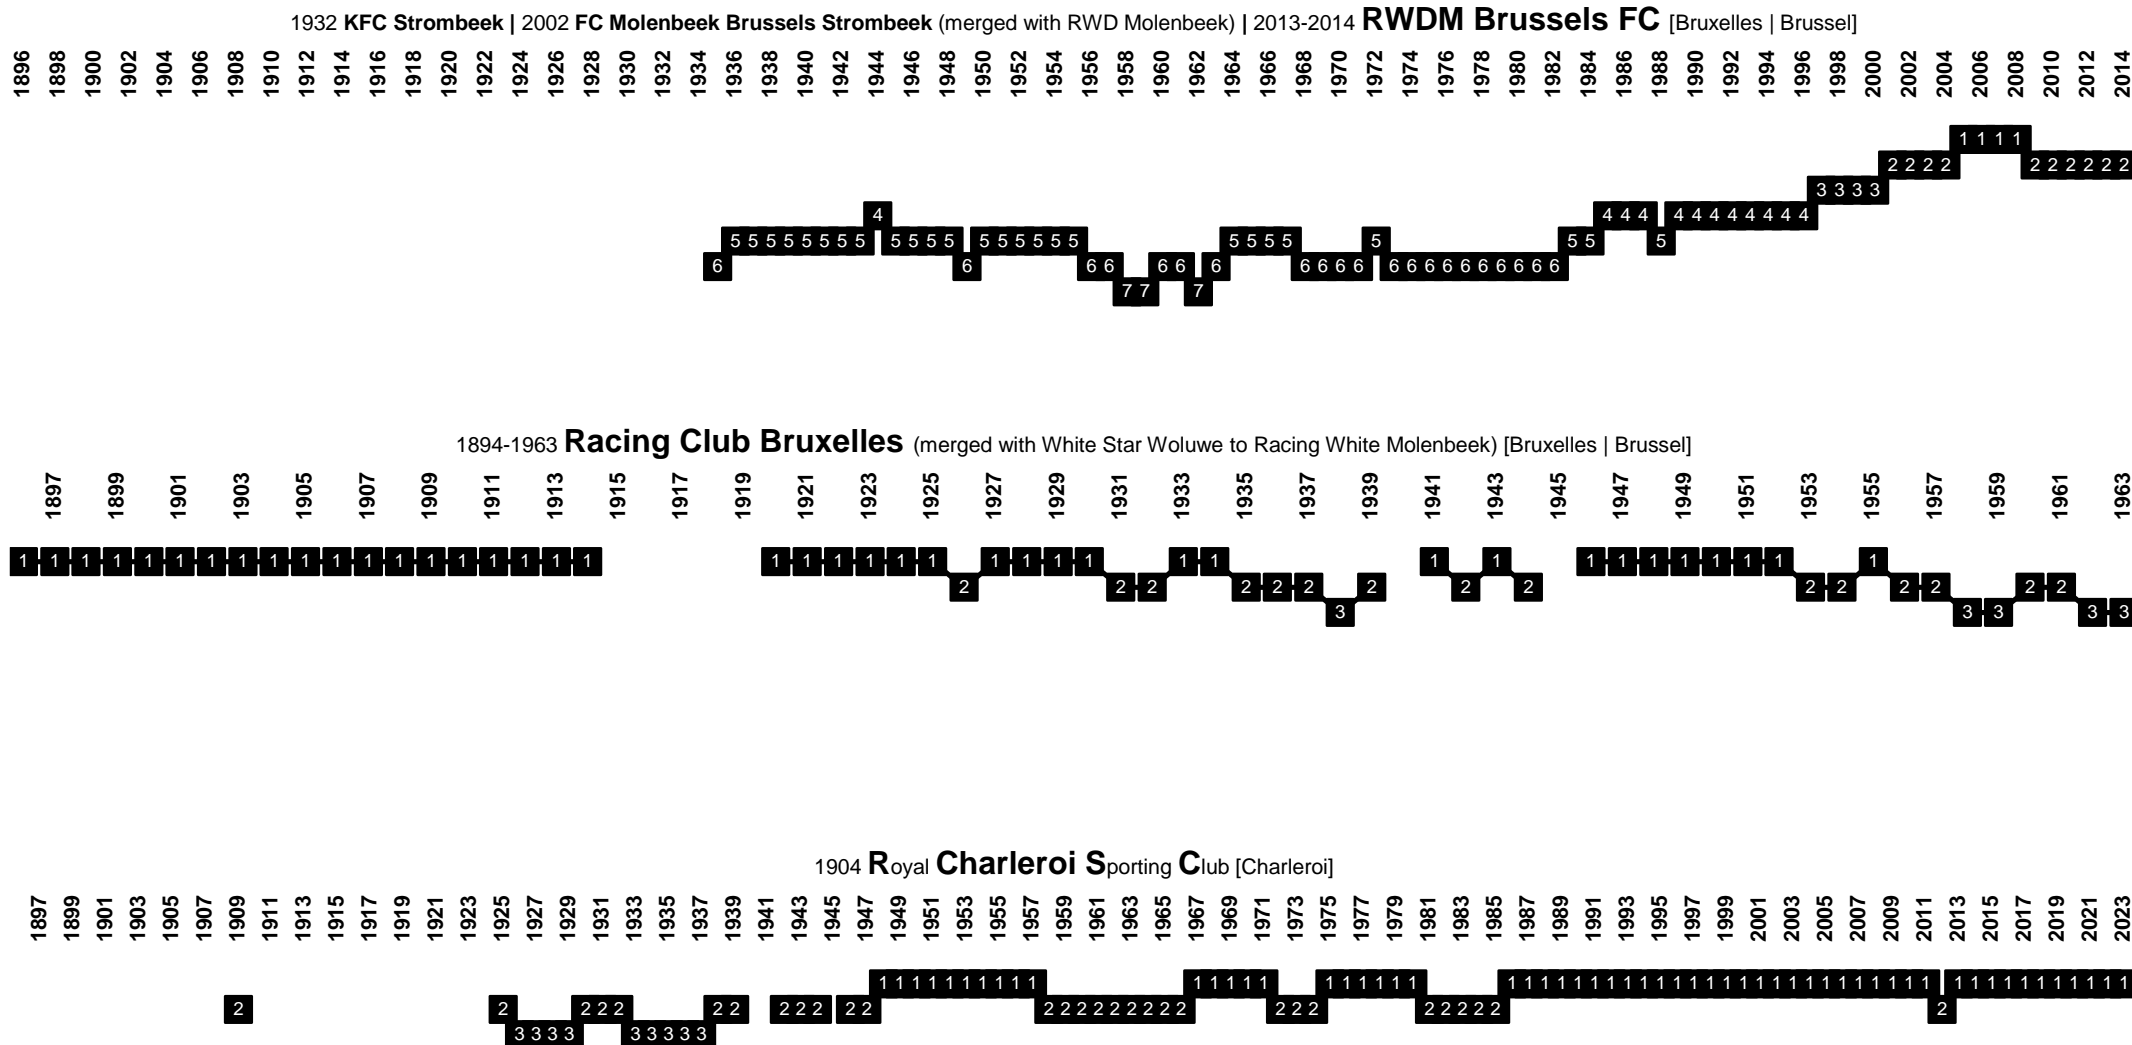 1932 KFC Strombeek | 2002 FC Molenbeek Brussels Strombeek (merged with RWD Molenbeek) | 2013-2014 RWDM Brussels FC [Bruxelles | Brussel]
1896 1898 1900 1902 1904 1906 1908 1910 1912 1914 1916 1918 1920 1922 1924 1926 1928 1930 1932 1934 1936 1938 1940 1942 1944 1946 1948 1950 1952 1954 1956 1958 1960 1962 1964 1966 1968 1970 1972 1974 1976 1978 1980 1982 1984 1986 1988 1990 1992 1994 1996 1998 2000 2002 2004 2006 2008 2010 2012 2014
1 1 1 1
2 2 2 2 2 2 2 2 2 2
3 3 3 3
4 4 4 4 4 4 4 4 4 4 4 4
5 5 5 5 5 5 5 5 5 5 5 5 5 5 5 5 5 5 5 5 5 5 5 5 5 5
6 6 6 6 6 6 6 6 6 6 6 6 6 6 6 6 6 6 6 6 6
7 7 7
1894-1963 Racing Club Bruxelles (merged with White Star Woluwe to Racing White Molenbeek) [Bruxelles | Brussel]
1897 1899 1901 1903 1905 1907 1909 1911 1913 1915 1917 1919 1921 1923 1925 1927 1929 1931 1933 1935 1937 1939 1941 1943 1945 1947 1949 1951 1953 1955 1957 1959 1961 1963
1 1 1 1 1 1 1 1 1 1 1 1 1 1 1 1 1 1 1 1 1 1 1 1 1 1 1 1 1 1 1 1 1 1 1 1 1 1 1 1 1
2 2 2 2 2 2 2 2 2 2 2 2 2 2 2
3 3 3 3 3
1904 Royal Charleroi Sporting Club [Charleroi]
1897 1899 1901 1903 1905 1907 1909 1911 1913 1915 1917 1919 1921 1923 1925 1927 1929 1931 1933 1935 1937 1939 1941 1943 1945 1947 1949 1951 1953 1955 1957 1959 1961 1963 1965 1967 1969 1971 1973 1975 1977 1979 1981 1983 1985 1987 1989 1991 1993 1995 1997 1999 2001 2003 2005 2007 2009 2011 2013 2015 2017 2019 2021 2023
1 1 1 1 1 1 1 1 1 1 1 1 1 1 1 1 1 1 1 1 1 1 1 1 1 1 1 1 1 1 1 1 1 1 1 1 1 1 1 1 1 1 1 1 1 1 1 1 1 1 1 1 1 1 1 1 1 1
2 2 2 2 2 2 2 2 2 2 2 2 2 2 2 2 2 2 2 2 2 2 2 2 2 2 2 2 2 2
3 3 3 3 3 3 3 3 3